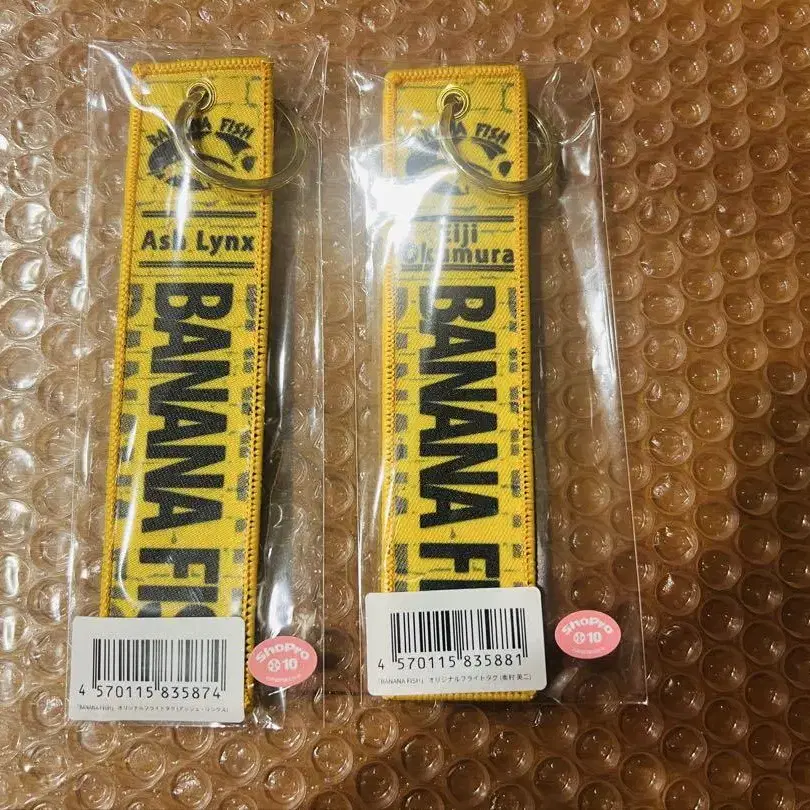 BANANA FISH
Ash Lynx
BANANA FIS
4 570115 835874
「BANANA FISH」 オリジナルフライトタグ(アッシュ・リンクス)
ShoPro
10
BANANA FISH
Eiji
Okumura
BANANA FI
4 570115 835881
「BANANA FISH」 オリジナルフライトタグ(奥村 英二)
ShoPro
10